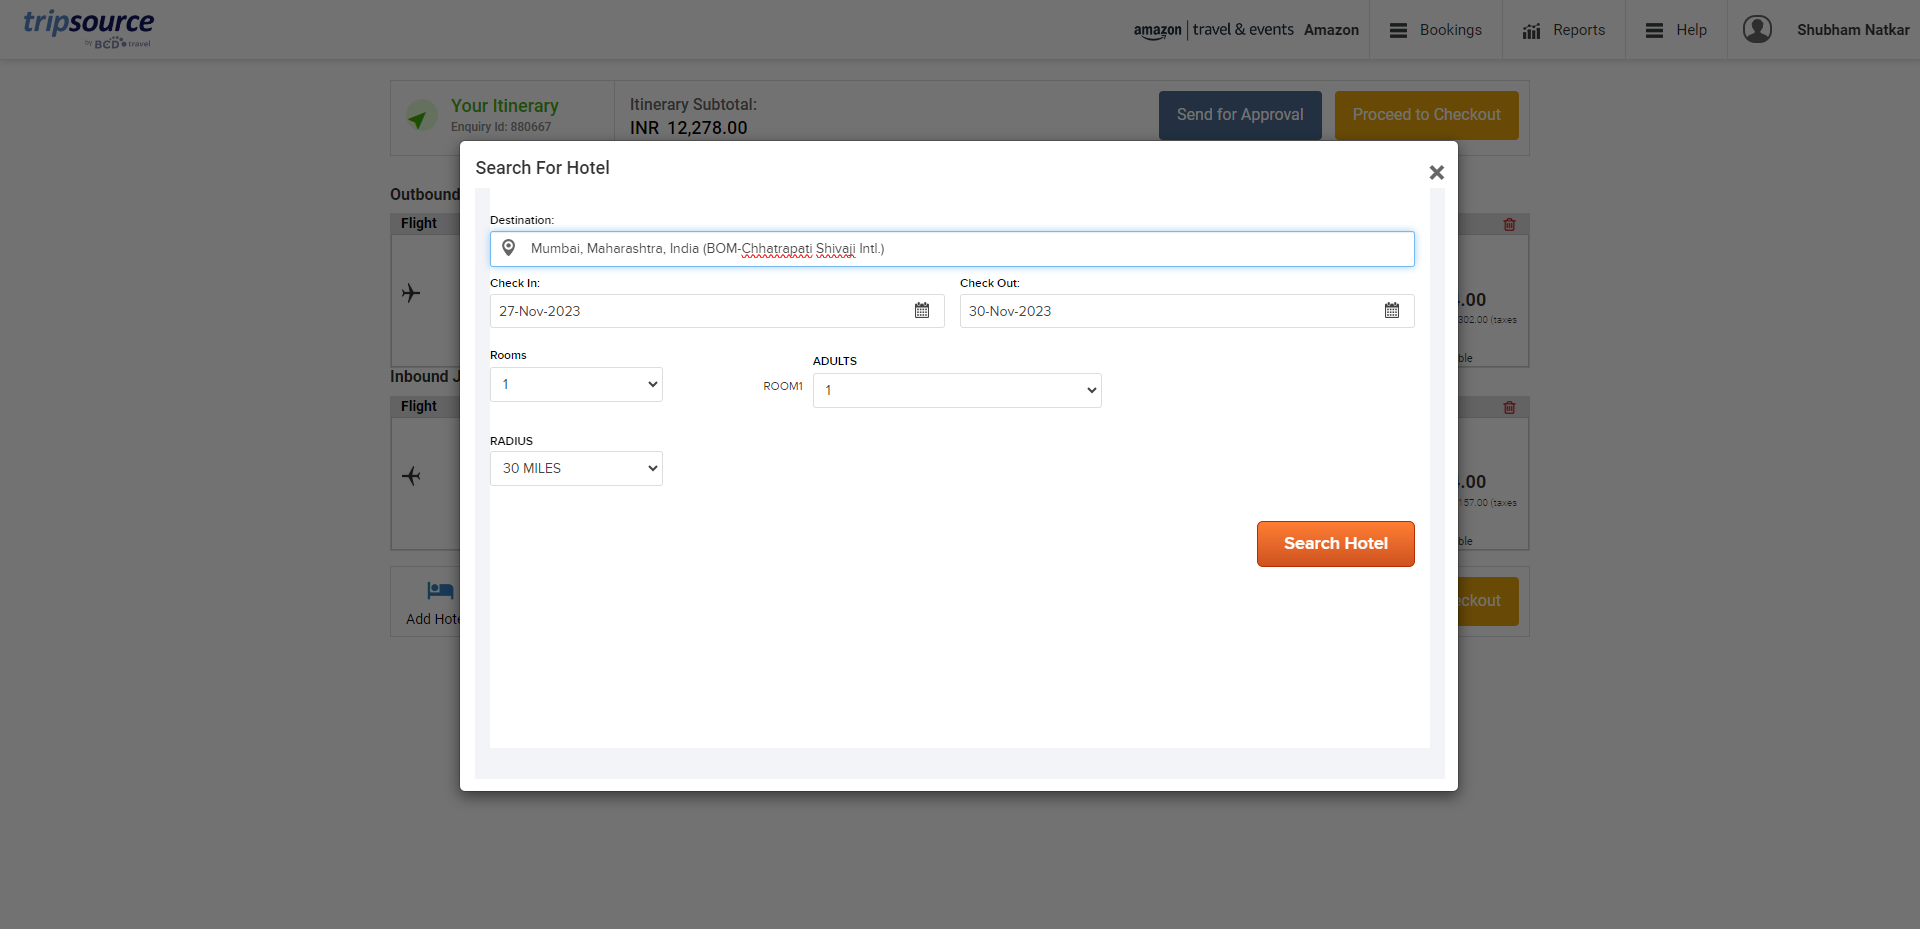 tripsource
by BCD travel
amazon | travel & events Amazon
Bookings
Reports
Help
Shubham Natkar
Your Itinerary
Enquiry Id: 880667
Itinerary Subtotal:
INR 12,278.00
Send for Approval
Proceed to Checkout
Search For Hotel
Outbound
Flight
Destination:
Mumbai, Maharashtra, India (BOM-Chhatrapati Shivaji Intl.)
Check In:
Check Out:
27-Nov-2023
30-Nov-2023
.00
302.00 (taxes
ble
Rooms
1
ADULTS
ROOM1
1
Inbound J
Flight
RADIUS
30 MILES
.00
157.00 (taxes
ble
Search Hotel
Add Hote
ckout